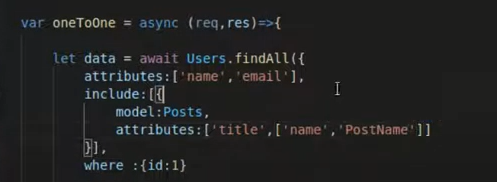 var oneToOne = async (req,res)=>{
let data = await Users.findAll({
attributes:['name','email'],
include:[{
model:Posts,
attributes:['title',['name','PostName']]
}],
where :{id:1}